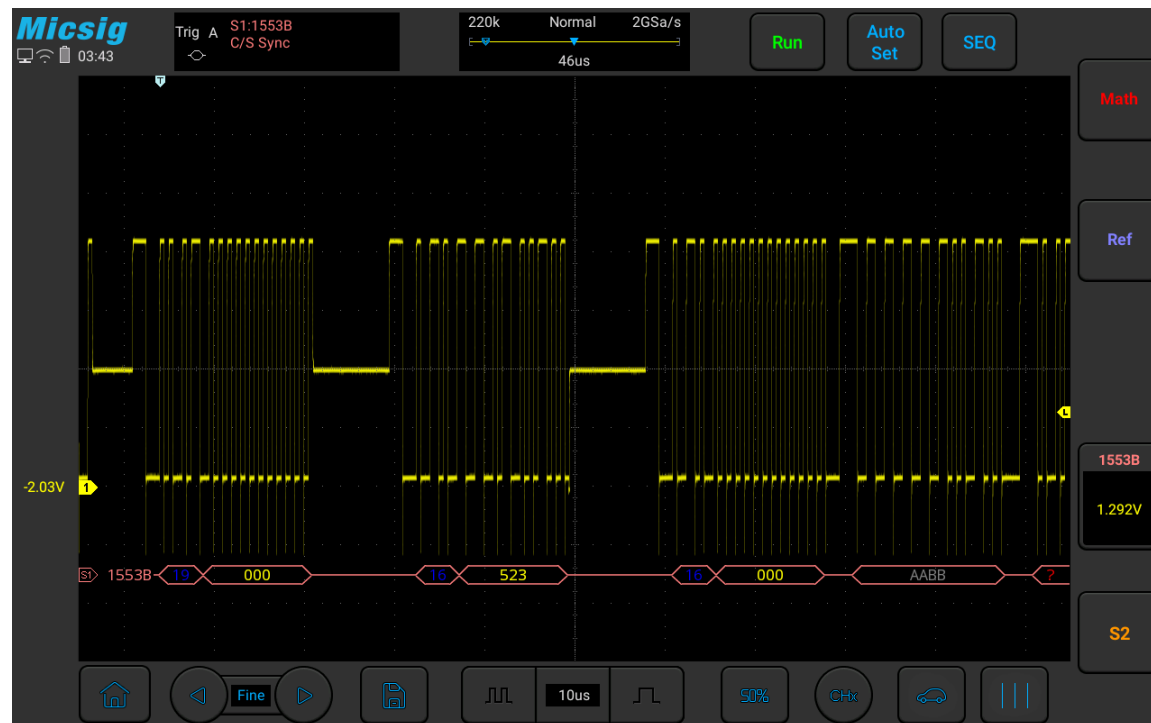 Micsig
03:43
Trig A S1:1553B
C/S Sync
220k Normal 2GSa/s
46us
Run
Auto
Set
SEQ
T
Math
Ref
L
1553B
1.292V
-2.03V 1
S1 1553B 19 000 16 523 16 000 AABB ?
S2
Fine
10us
50%
CHx